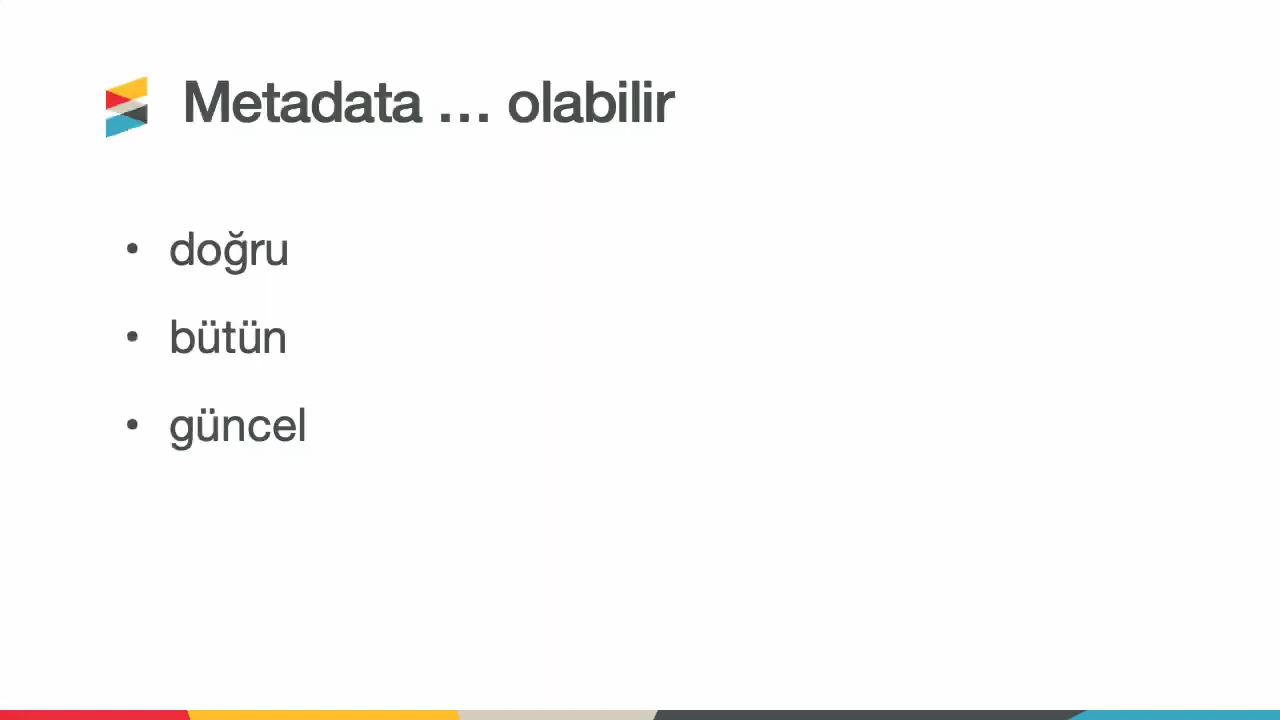 Metadata … olabilir
• doğru
• bütün
• güncel